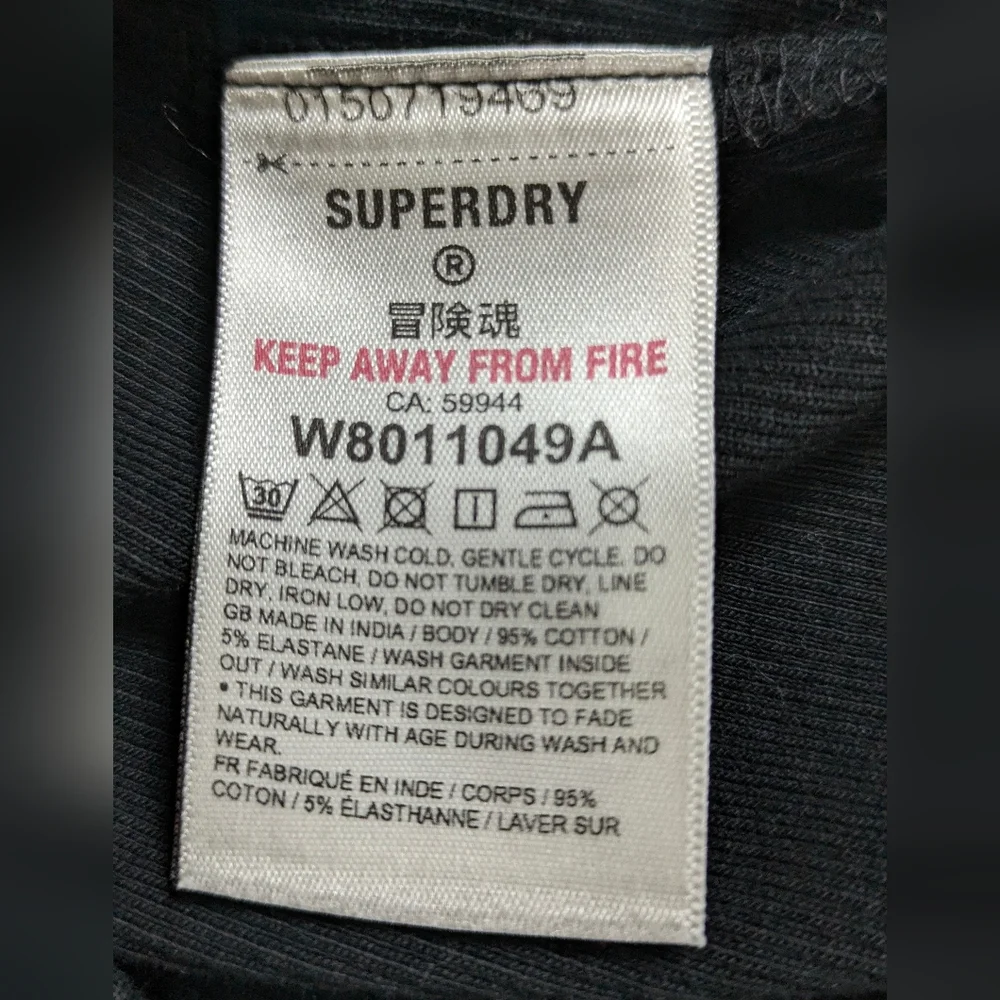 0156719469
SUPERDRY
®
冒険魂
KEEP AWAY FROM FIRE
CA: 59944
W8011049A
30
MACHINE WASH COLD, GENTLE CYCLE, DO
NOT BLEACH, DO NOT TUMBLE DRY, LINE
DRY, IRON LOW, DO NOT DRY CLEAN
GB MADE IN INDIA / BODY / 95% COTTON /
5% ELASTANE / WASH GARMENT INSIDE
OUT / WASH SIMILAR COLOURS TOGETHER
• THIS GARMENT IS DESIGNED TO FADE
NATURALLY WITH AGE DURING WASH AND
WEAR.
FR FABRIQUÉ EN INDE / CORPS / 95%
COTON / 5% ÉLASTHANNE / LAVER SUR